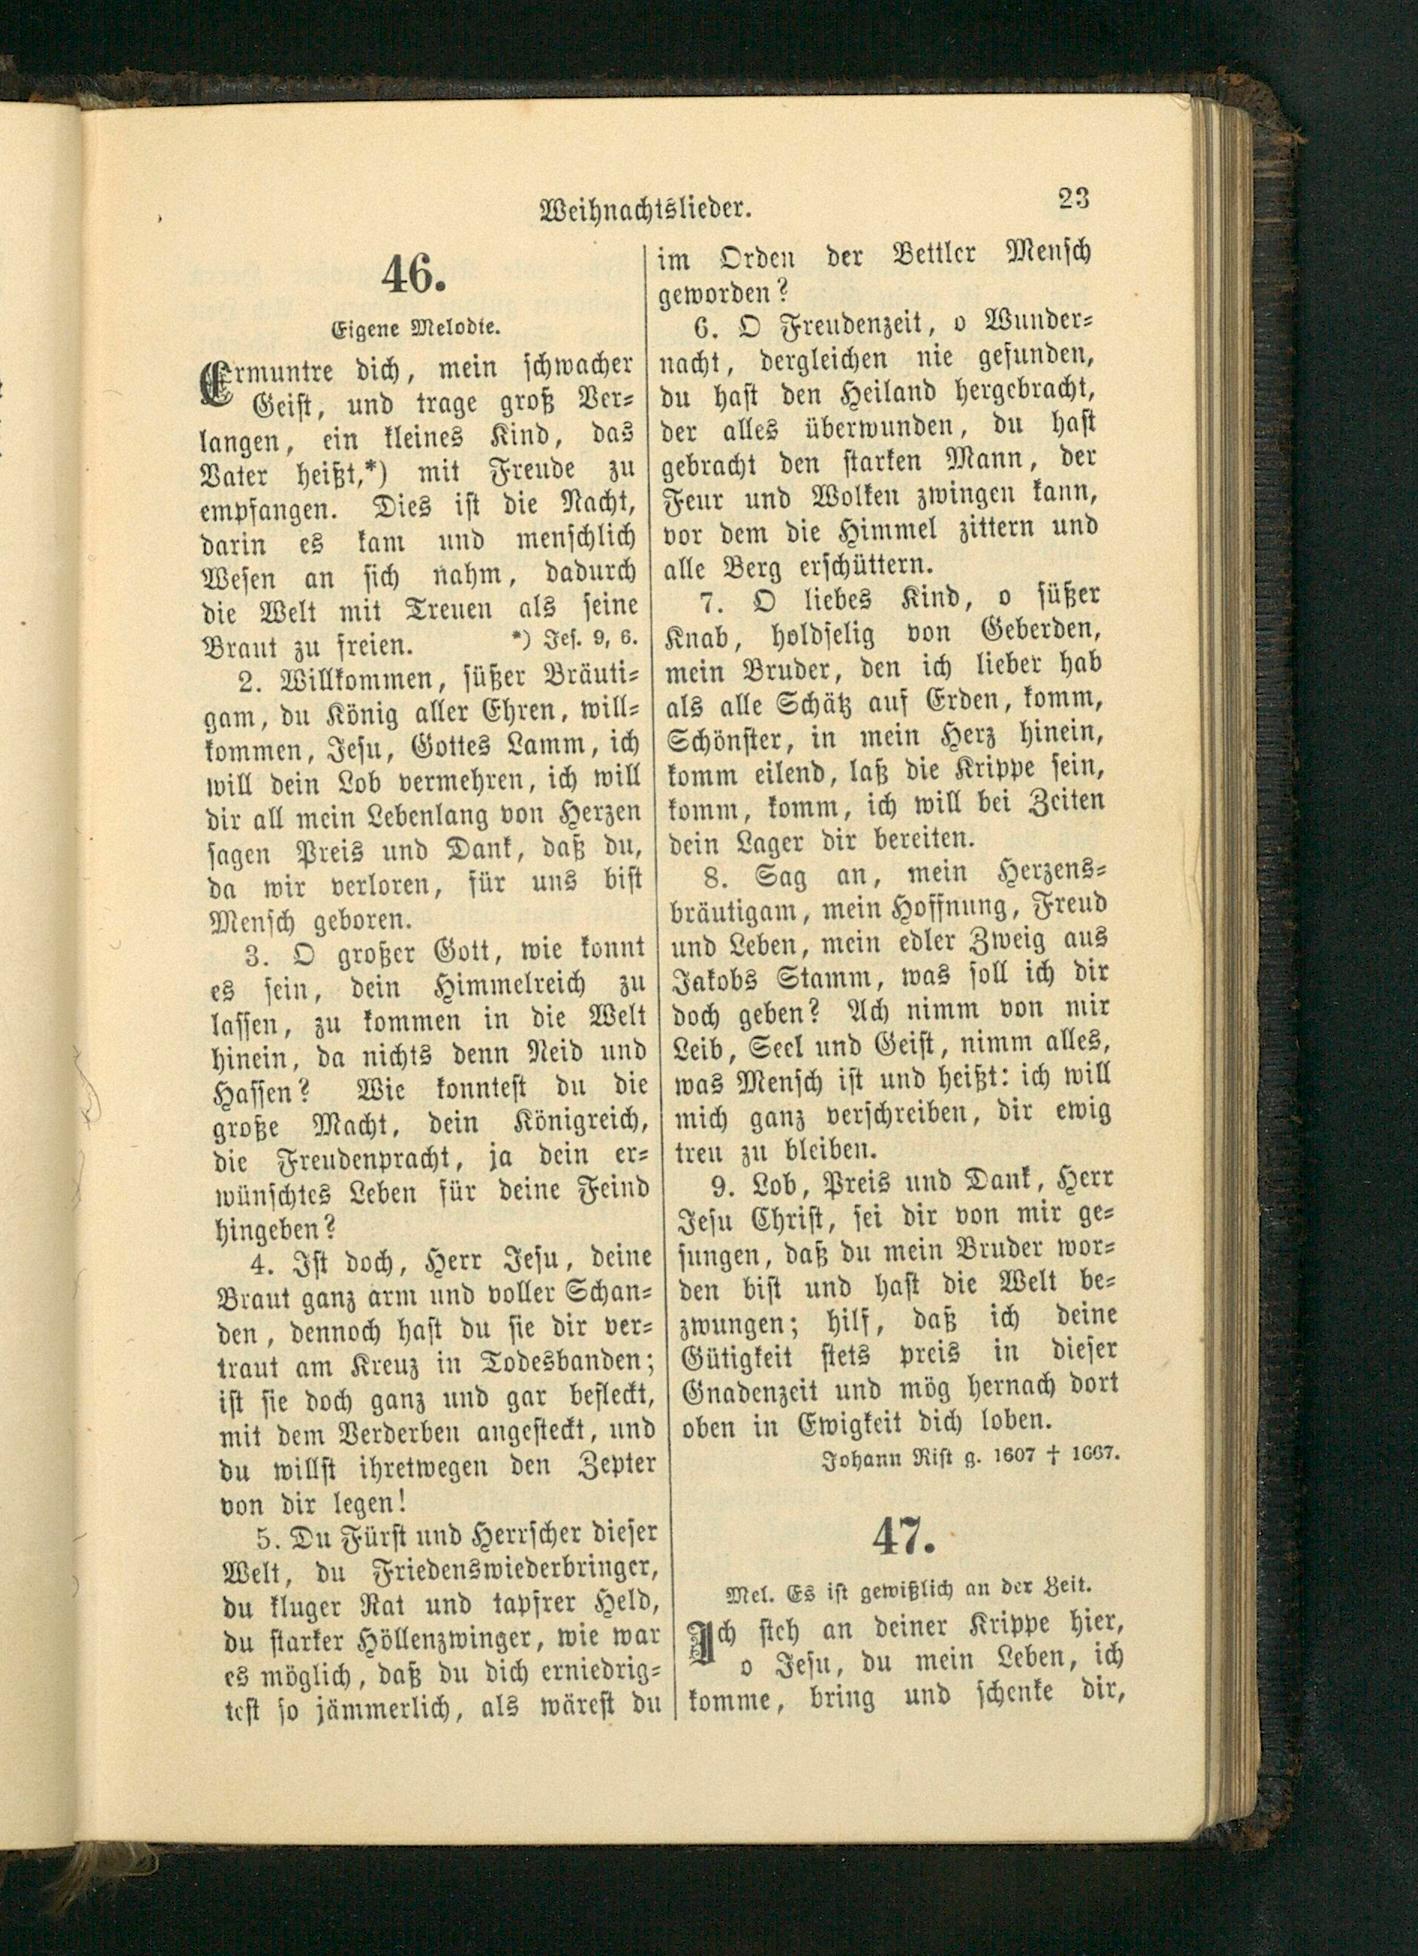 Weihnachtslieder. 23
46.
Eigene Melodie.
Ermuntre dich, mein schwacher
Geist, und trage groß Ver-
langen, ein kleines Kind, das
Vater heißt,*) mit Freude zu
empfangen. Dies ist die Nacht,
darin es kam und menschlich
Wesen an sich nahm, dadurch
die Welt mit Treuen als seine
Braut zu freien. *) Jes. 9, 6.
2. Willkommen, süßer Bräuti-
gam, du König aller Ehren, will-
kommen, Jesu, Gottes Lamm, ich
will dein Lob vermehren, ich will
dir all mein Lebenlang von Herzen
sagen Preis und Dank, daß du,
da wir verloren, für uns bist
Mensch geboren.
3. O großer Gott, wie konnt
es sein, dein Himmelreich zu
lassen, zu kommen in die Welt
hinein, da nichts denn Neid und
Hassen? Wie konntest du die
große Macht, dein Königreich,
die Freudenpracht, ja dein er-
wünschtes Leben für deine Feind
hingeben?
4. Ist doch, Herr Jesu, deine
Braut ganz arm und voller Schan-
den, dennoch hast du sie dir ver-
traut am Kreuz in Todesbanden;
ist sie doch ganz und gar befleckt,
mit dem Verderben angesteckt, und
du willst ihretwegen den Zepter
von dir legen!
5. Du Fürst und Herrscher dieser
Welt, du Friedenswiederbringer,
du kluger Rat und tapfrer Held,
du starker Höllenzwinger, wie war
es möglich, daß du dich erniedrig-
test so jämmerlich, als wärest du
im Orden der Bettler Mensch
geworden?
6. O Freudenzeit, o Wunder-
nacht, dergleichen nie gefunden,
du hast den Heiland hergebracht,
der alles überwunden, du hast
gebracht den starken Mann, der
Feur und Wolken zwingen kann,
vor dem die Himmel zittern und
alle Berg erschüttern.
7. O liebes Kind, o süßer
Knab, holdselig von Geberden,
mein Bruder, den ich lieber hab
als alle Schätz auf Erden, komm,
Schönster, in mein Herz hinein,
komm eilend, laß die Krippe sein,
komm, komm, ich will bei Zeiten
dein Lager dir bereiten.
8. Sag an, mein Herzens-
bräutigam, mein Hoffnung, Freud
und Leben, mein edler Zweig aus
Jakobs Stamm, was soll ich dir
doch geben? Ach nimm von mir
Leib, Seel und Geist, nimm alles,
was Mensch ist und heißt: ich will
mich ganz verschreiben, dir ewig
treu zu bleiben.
9. Lob, Preis und Dank, Herr
Jesu Christ, sei dir von mir ge-
sungen, daß du mein Bruder wor-
den bist und hast die Welt be-
zwungen; hilf, daß ich deine
Gütigkeit stets preis in dieser
Gnadenzeit und mög hernach dort
oben in Ewigkeit dich loben.
Johann Rist g. 1607 † 1667.
47.
Mel. Es ist gewißlich an der Zeit.
Ich steh an deiner Krippe hier,
o Jesu, du mein Leben, ich
komme, bring und schenke dir,